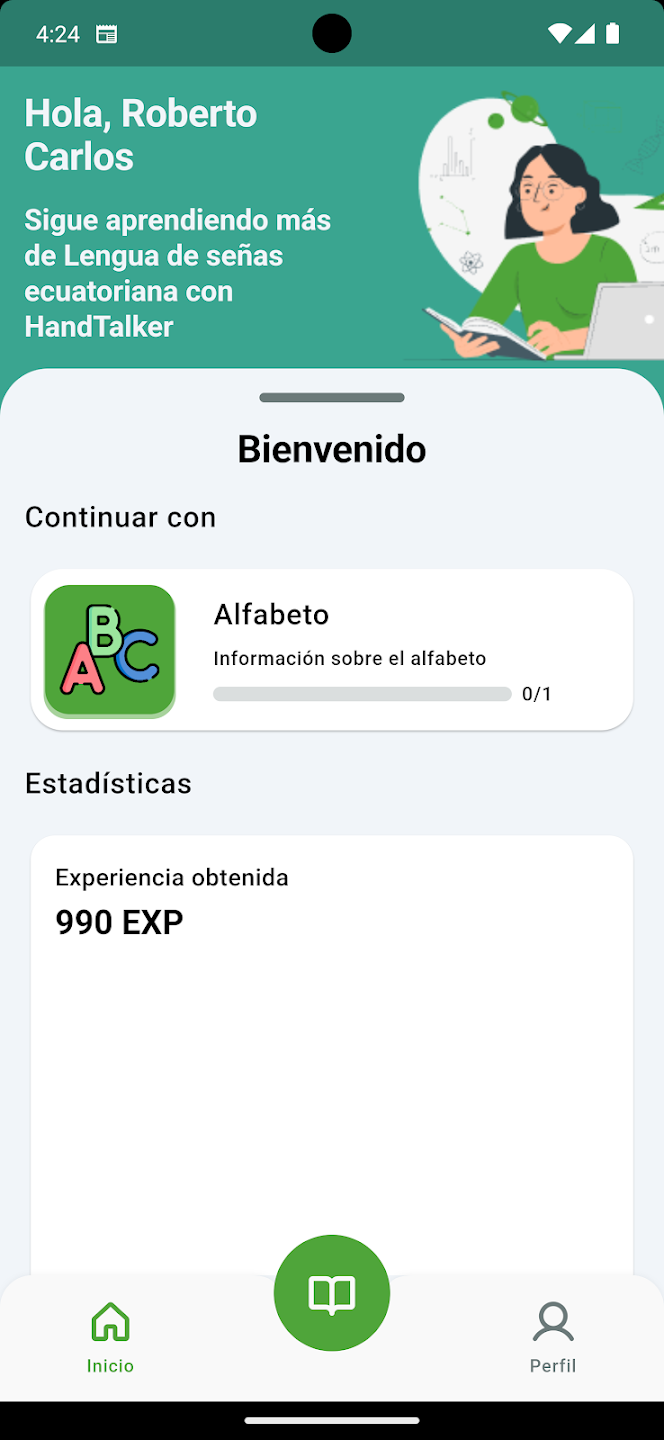 4:24
Hola, Roberto
Carlos
Sigue aprendiendo más
de Lengua de señas
ecuatoriana con
HandTalker
Bienvenido
Continuar con
ABC
Alfabeto
Información sobre el alfabeto
0/1
Estadísticas
Experiencia obtenida
990 EXP
Inicio
Perfil